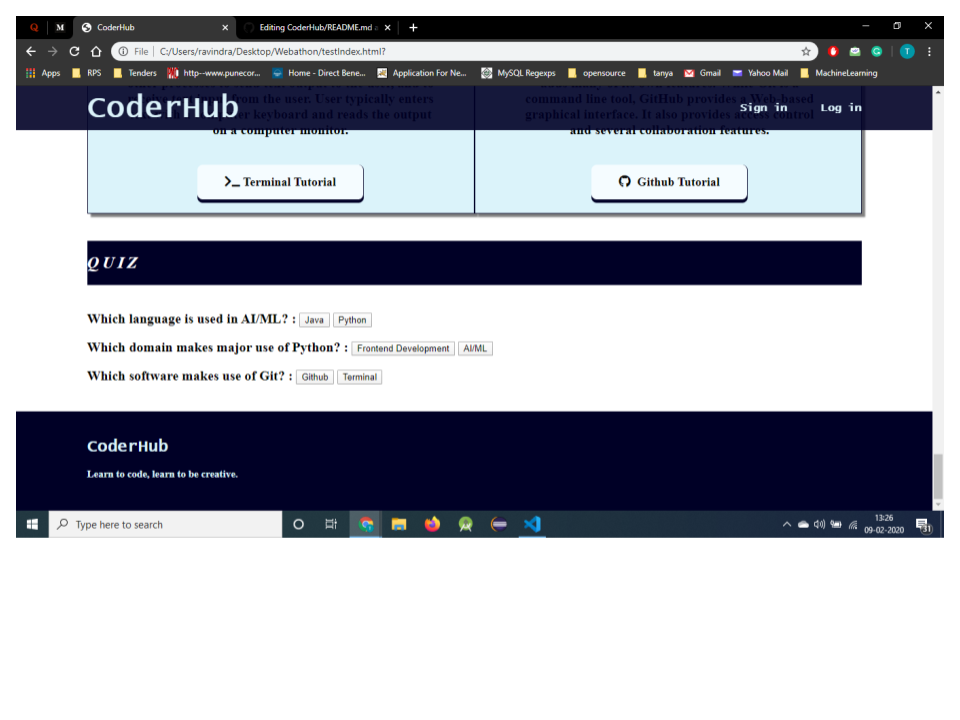 Q M CoderHub × Editing CoderHub/README.md × +
File | C:/Users/ravindra/Desktop/Webathon/testIndex.html? T
Apps RPS Tenders http--www.punecor... Home - Direct Bene... Application For Ne... MySQL Regexps opensource tanya Gmail Yahoo Mail MachineLearning
CoderHub Sign in Log in
from the user. User typically enters
keyboard and reads the output
on a computer monitor.
command line tool, GitHub provides a Web-based
graphical interface. It also provides access control
and several collaboration features.
Terminal Tutorial
Github Tutorial
QUIZ
Which language is used in AI/ML? : Java Python
Which domain makes major use of Python? : Frontend Development AI/ML
Which software makes use of Git? : Github Terminal
CoderHub
Learn to code, learn to be creative.
Type here to search
13:26
09-02-2020
31